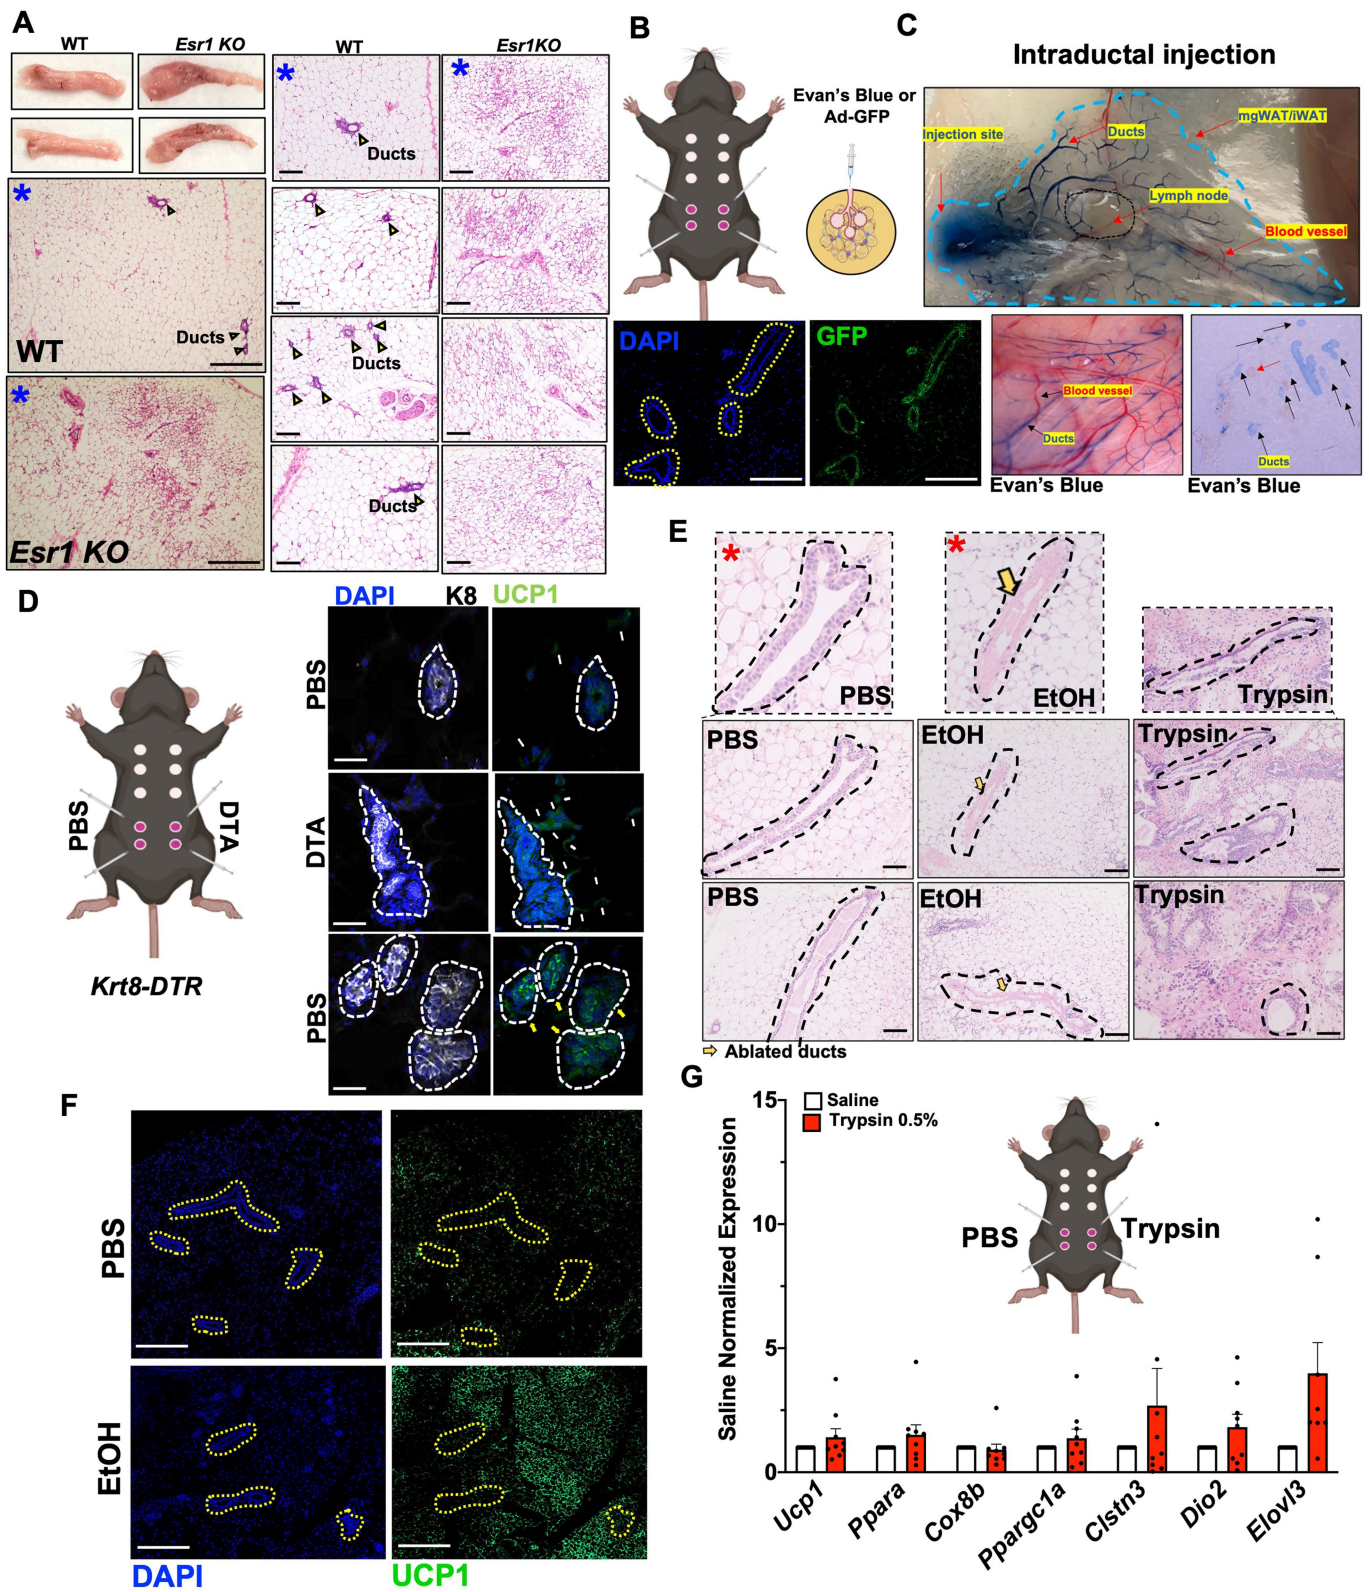 A
WT
Esr1 KO
WT
Esr1KO
*
*
Ducts
*
Ducts
WT
Ducts
*
Esr1 KO
Ducts
B
Evan's Blue or
Ad-GFP
DAPI
GFP
C
Intraductal injection
Injection site
Ducts
mgWAT/iWAT
Lymph node
Blood vessel
Blood vessel
Ducts
Ducts
Evan's Blue
Evan's Blue
D
PBS
DTA
Krt8-DTR
DAPI
K8
UCP1
PBS
DTA
PBS
E
*
PBS
*
EtOH
Trypsin
PBS
EtOH
Trypsin
PBS
EtOH
Trypsin
Ablated ducts
F
PBS
EtOH
DAPI
UCP1
G
Saline
Trypsin 0.5%
PBS
Trypsin
Saline Normalized Expression
15
10
5
0
Ucp1
Ppara
Cox8b
Ppargc1a
Clstn3
Dio2
Elovl3